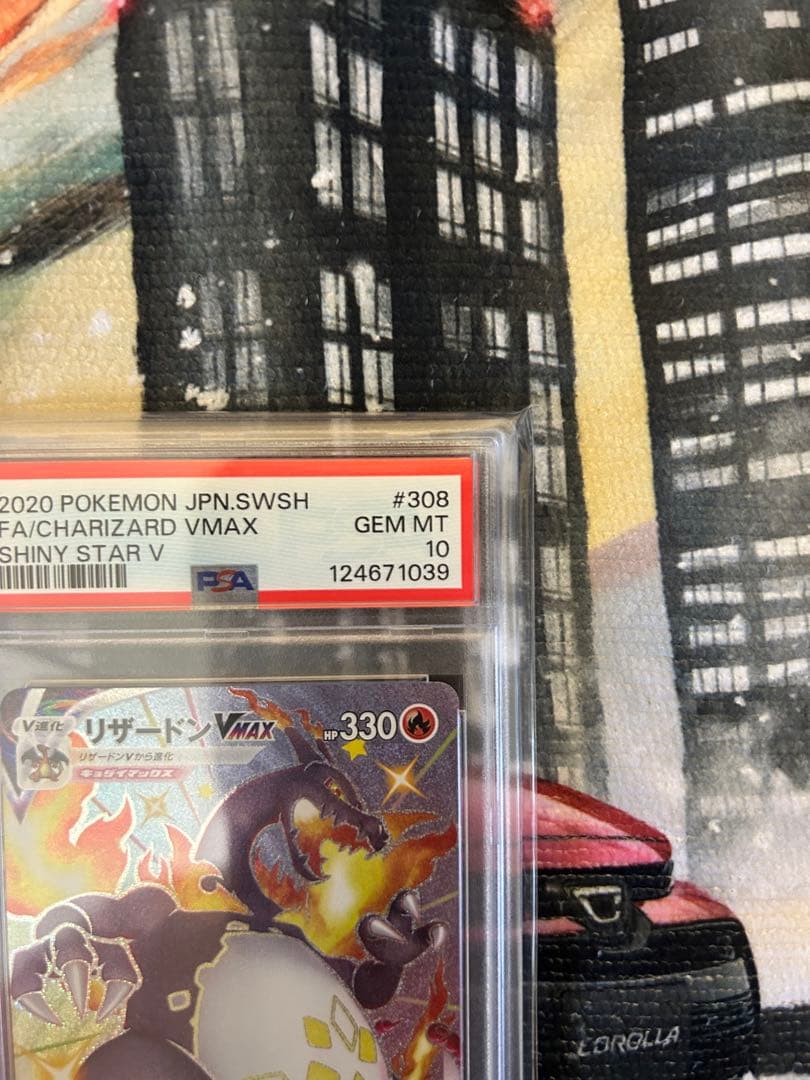 2020 POKEMON JPN.SWSH #308
FA/CHARIZARD VMAX GEM MT
SHINY STAR V 10
PSA 124671039
V進化 リザードンVMAX HP330
リザードンVから進化
キョダイマックス
COROLLA